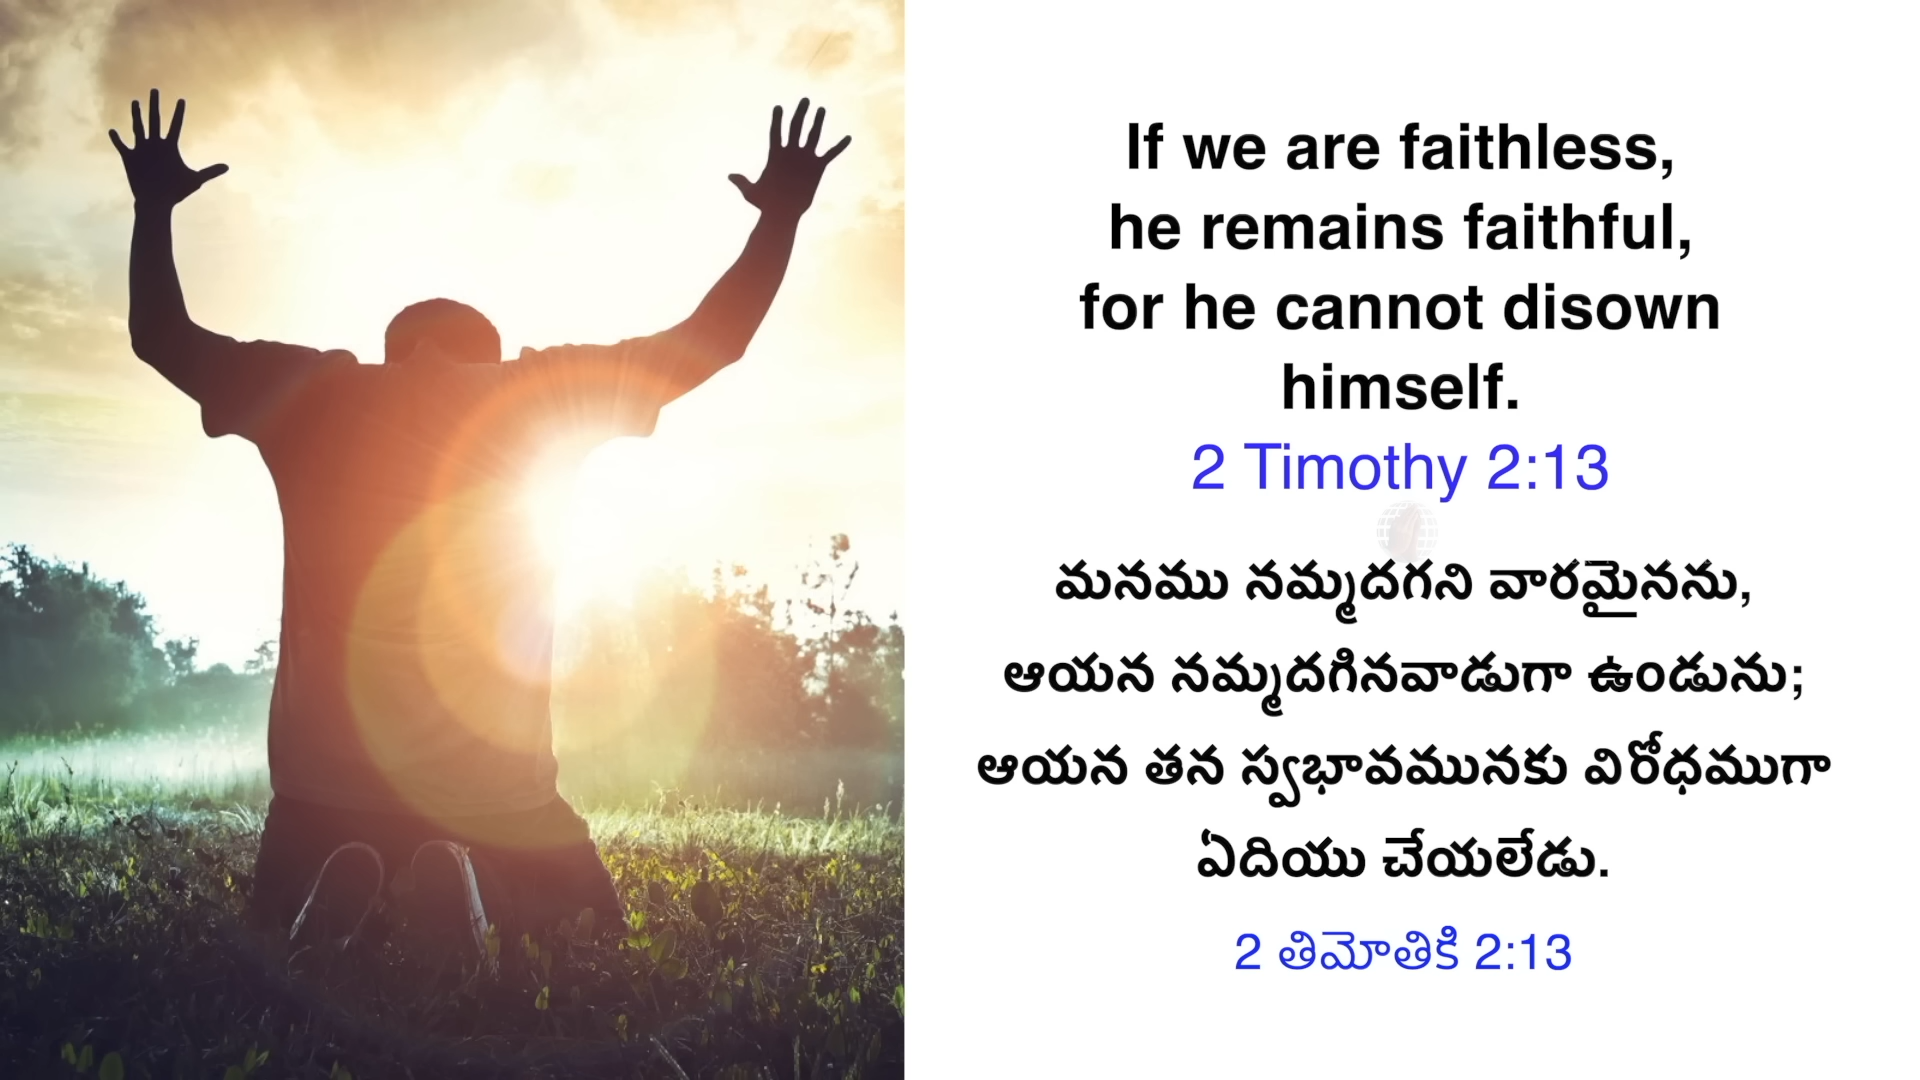 If we are faithless,
he remains faithful,
for he cannot disown
himself.
2 Timothy 2:13
మనము నమ్మదగని వారమైనను,
ఆయన నమ్మదగినవాడుగా ఉండును;
ఆయన తన స్వభావమునకు విరోధముగా
ఏదియు చేయలేడు.
2 తిమోతికి 2:13